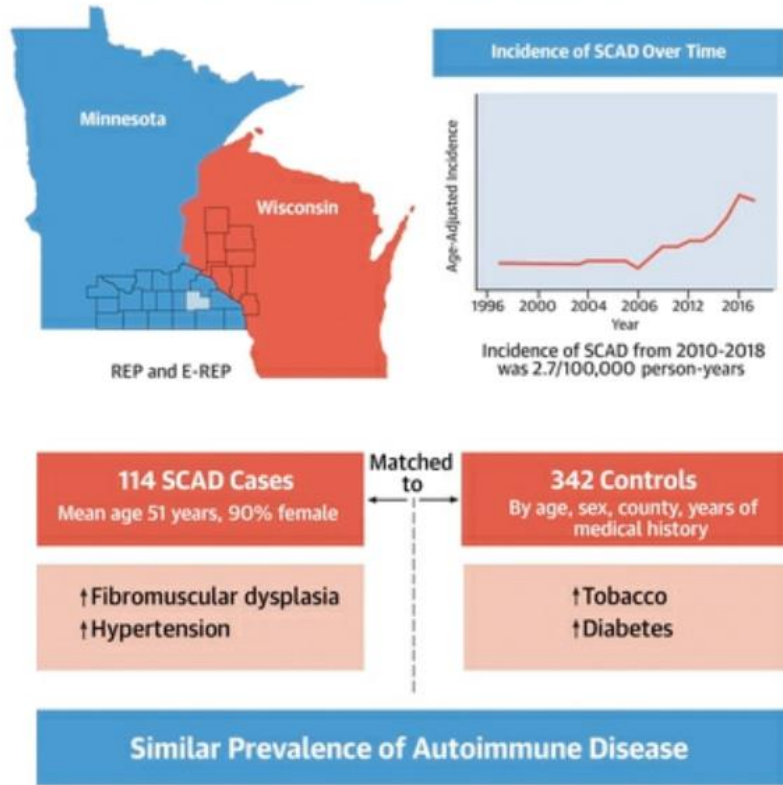 Minnesota
Wisconsin
REP and E-REP
Incidence of SCAD Over Time
Age-Adjusted Incidence
1996 2000 2004 2006 2012 2016
Year
Incidence of SCAD from 2010-2018
was 2.7/100,000 person-years
114 SCAD Cases
Mean age 51 years, 90% female
Matched
to
342 Controls
By age, sex, county, years of
medical history
↑Fibromuscular dysplasia
↑Hypertension
↑Tobacco
↑Diabetes
Similar Prevalence of Autoimmune Disease